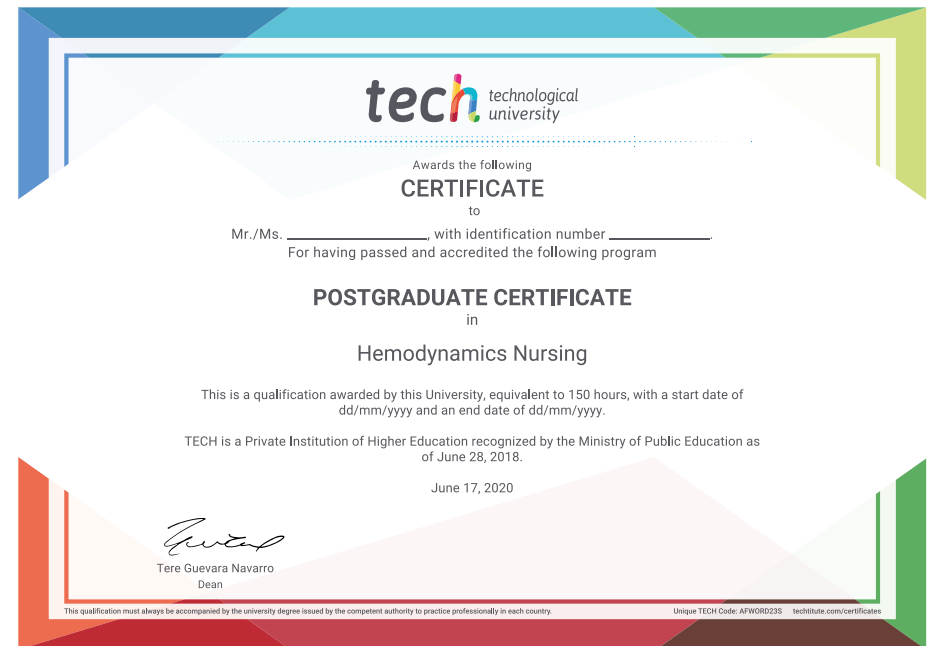 tech technological
university
Awards the following
CERTIFICATE
to
Mr./Ms. ____________________, with identification number ______________.
For having passed and accredited the following program
POSTGRADUATE CERTIFICATE
in
Hemodynamics Nursing
This is a qualification awarded by this University, equivalent to 150 hours, with a start date of
dd/mm/yyyy and an end date of dd/mm/yyyy.
TECH is a Private Institution of Higher Education recognized by the Ministry of Public Education as
of June 28, 2018.
June 17, 2020
Tere Guevara Navarro
Dean
This qualification must always be accompanied by the university degree issued by the competent authority to practice professionally in each country. Unique TECH Code: AFWORD23S techtitute.com/certificates